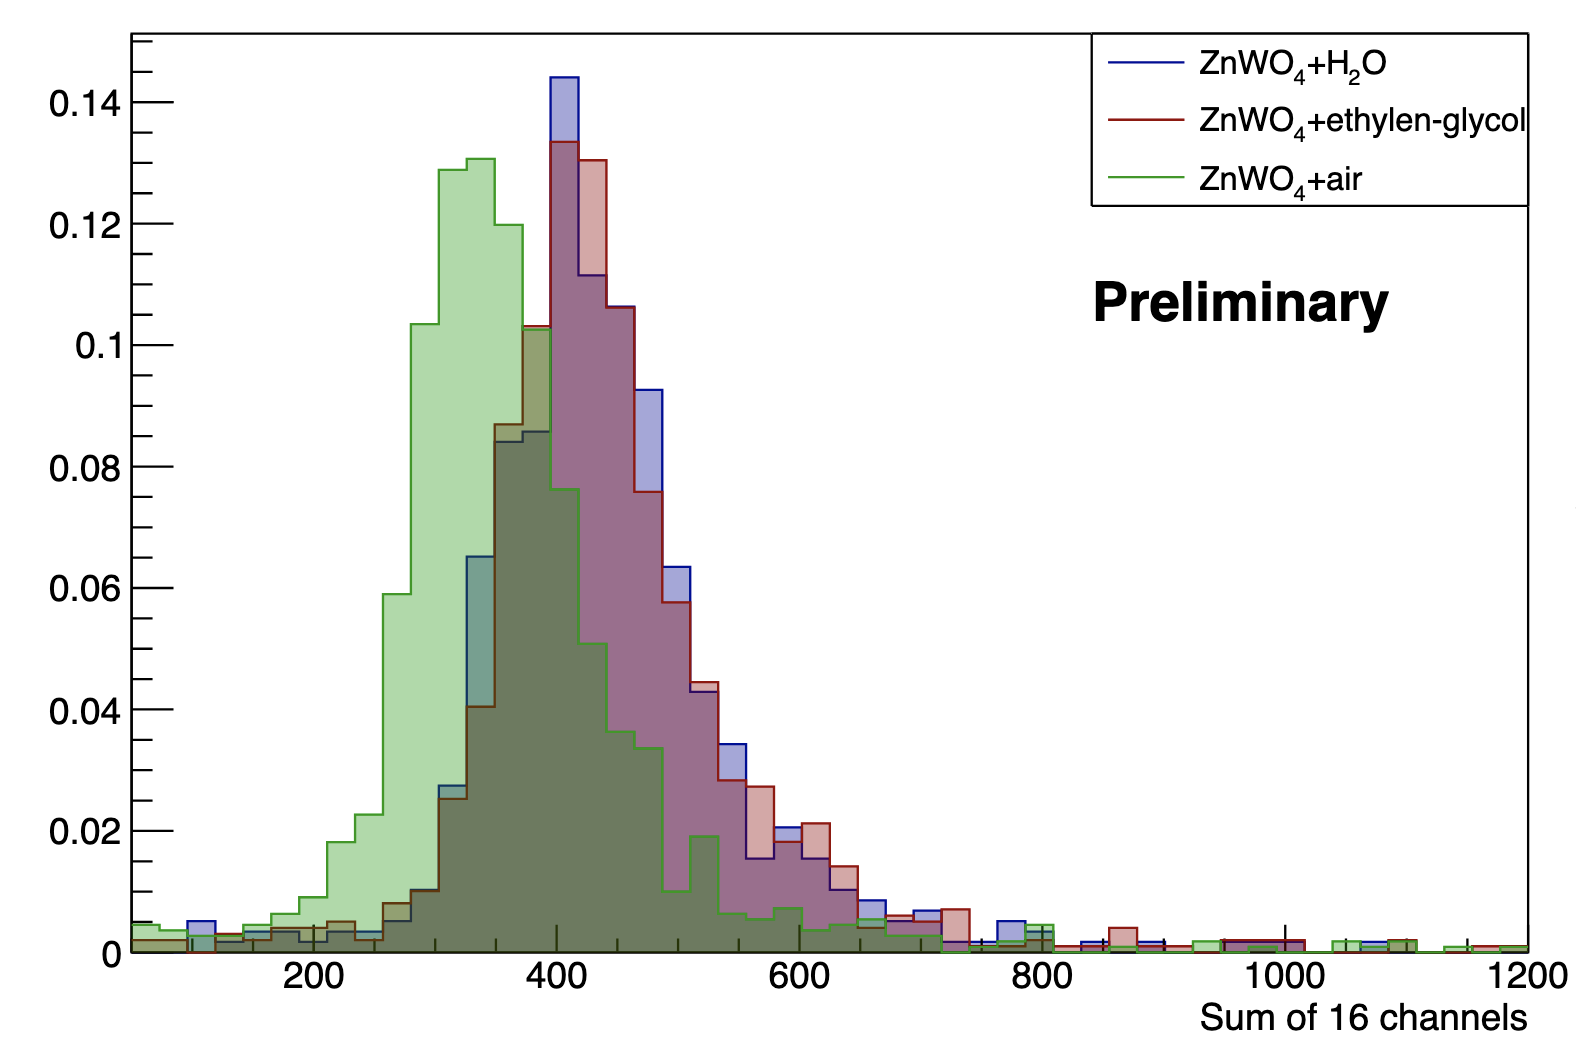 ZnWO₄+H₂O
ZnWO₄+ethylen-glycol
ZnWO₄+air
Preliminary
0.14
0.12
0.1
0.08
0.06
0.04
0.02
0
200 400 600 800 1000 1200
Sum of 16 channels